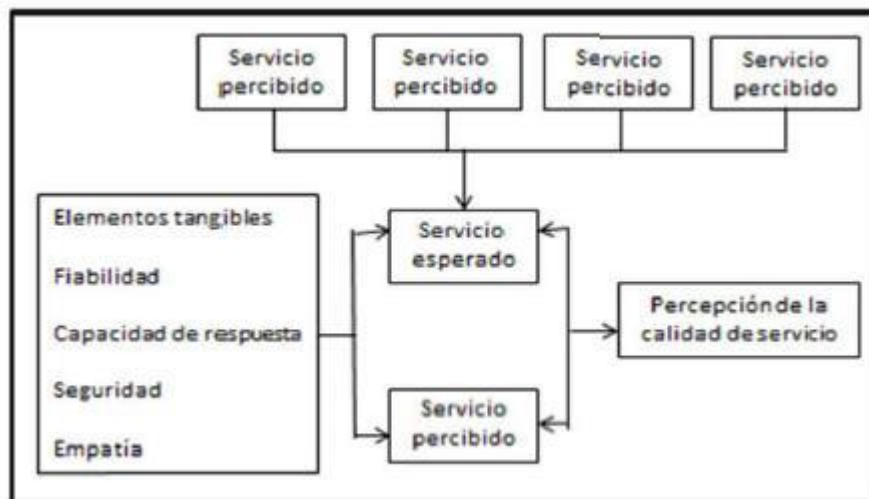 Servicio
percibido
Servicio
percibido
Servicio
percibido
Servicio
percibido
Elementos tangibles
Fiabilidad
Capacidad de respuesta
Seguridad
Empatía
Servicio
esperado
Servicio
percibido
Percepción de la
calidad de servicio